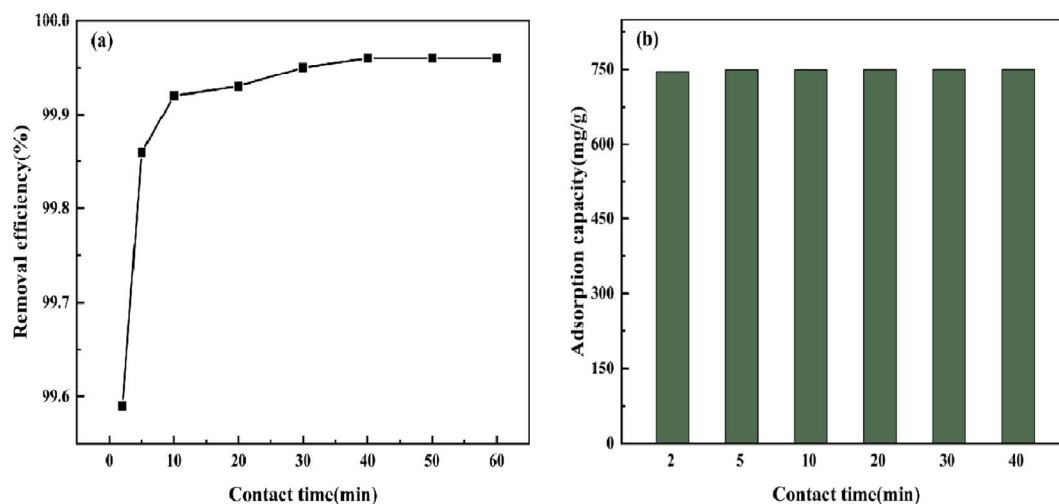 (a)
100.0
99.9
99.8
99.7
99.6
Removal efficiency(%)
0 10 20 30 40 50 60
Contact time(min)
(b)
750
600
450
300
150
0
Adsorption capacity(mg/g)
2 5 10 20 30 40
Contact time(min)